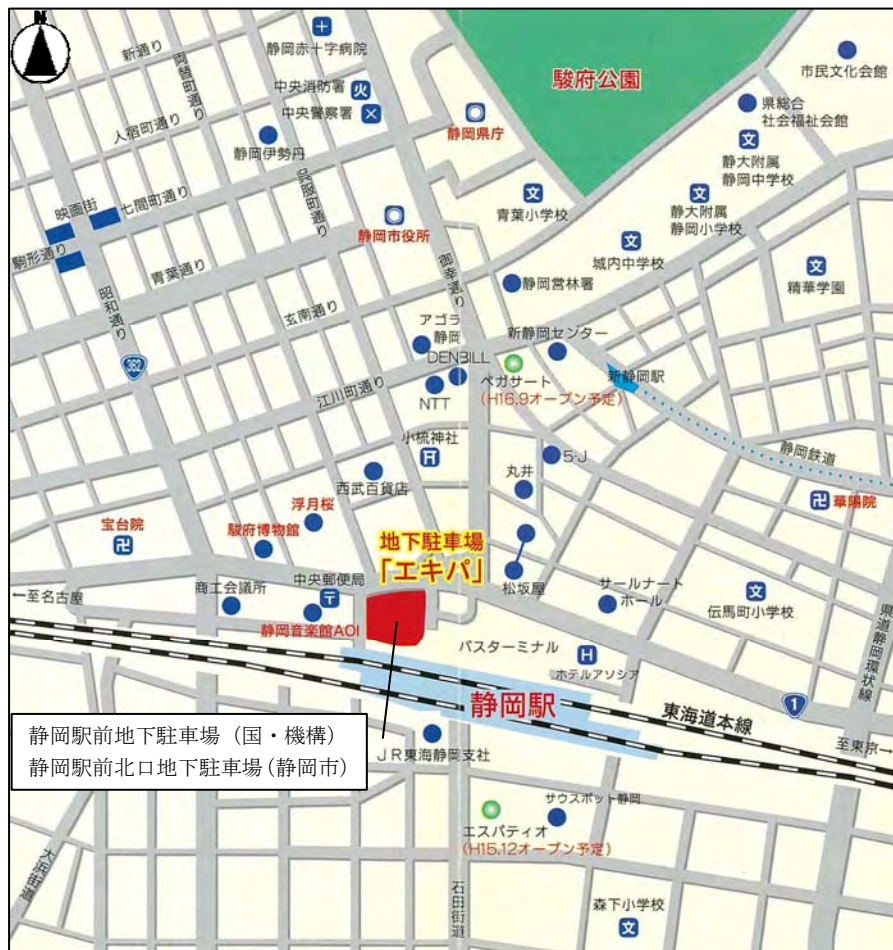 N
新通り
両替町通り
静岡赤十字病院
中央消防署
火
中央警察署
人宿町通り
静岡伊勢丹
呉服町通り
静岡県庁
駿府公園
市民文化会館
県総合
社会福祉会館
文
静大附属
静岡中学校
文
静大附属
静岡小学校
文
青葉小学校
映画街
七間町通り
駒形通り
静岡市役所
青葉通り
御幸通り
文
城内中学校
文
精華学園
昭和通り
玄南通り
静岡営林署
アゴラ
静岡
新静岡センター
DENBILL
362
江川町通り
NTT
ペガサート
(H16.9オープン予定)
新静岡駅
静岡鉄道
小梳神社
5-J
丸井
西武百貨店
浮月桜
駿府博物館
宝台院
卍
卍
華陽院
地下駐車場
「エキパ」
中央郵便局
〒
商工会議所
静岡音楽館AOI
松坂屋
サールナート
ホール
文
伝馬町小学校
県道静岡環状線
←至名古屋
バスターミナル
H
ホテルアソシア
静岡駅
1
東海道本線
至東京→
静岡駅前地下駐車場（国・機構）
静岡駅前北口地下駐車場(静岡市)
JR東海静岡支社
サウスポット静岡
エスパティオ
(H15.12オープン予定)
大浜街道
石田街道
森下小学校
文